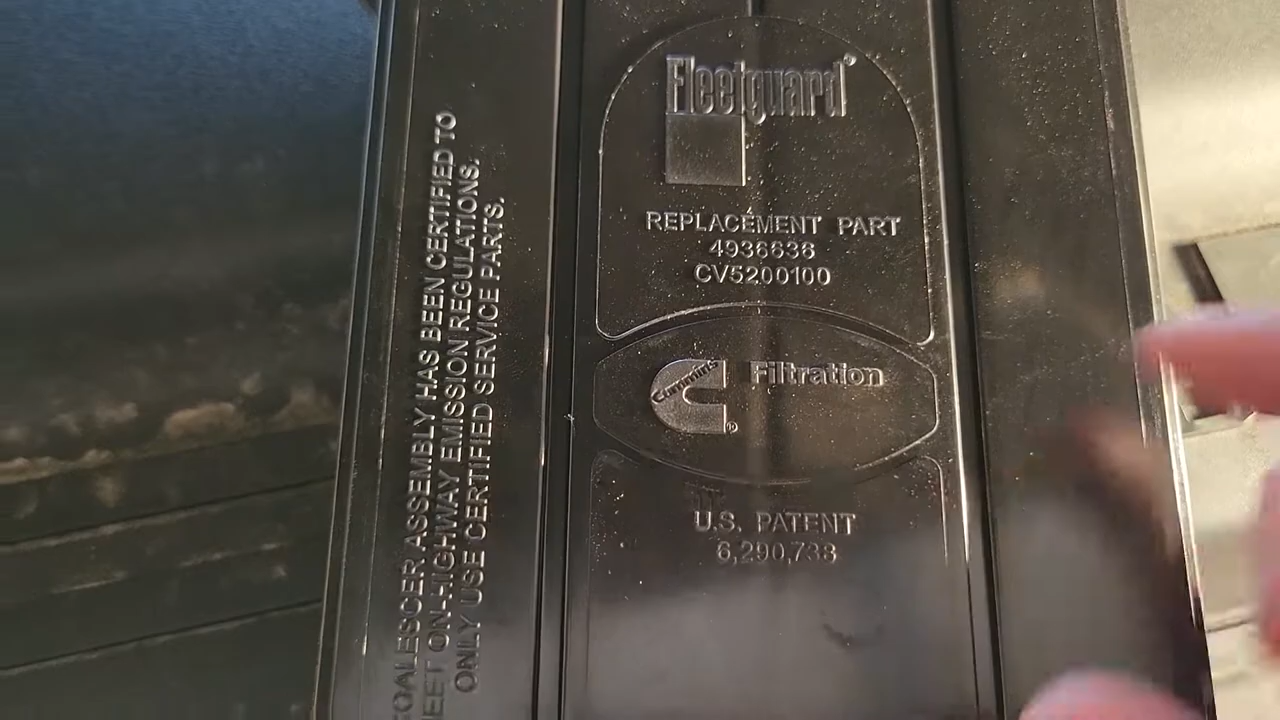 Fleetguard®
REPLACEMENT PART
4936636
CV5200100
Cummins
®
Filtration
U.S. PATENT
6,290,738
COALESCER ASSEMBLY HAS BEEN CERTIFIED TO
MEET ON-HIGHWAY EMISSION REGULATIONS.
ONLY USE CERTIFIED SERVICE PARTS.